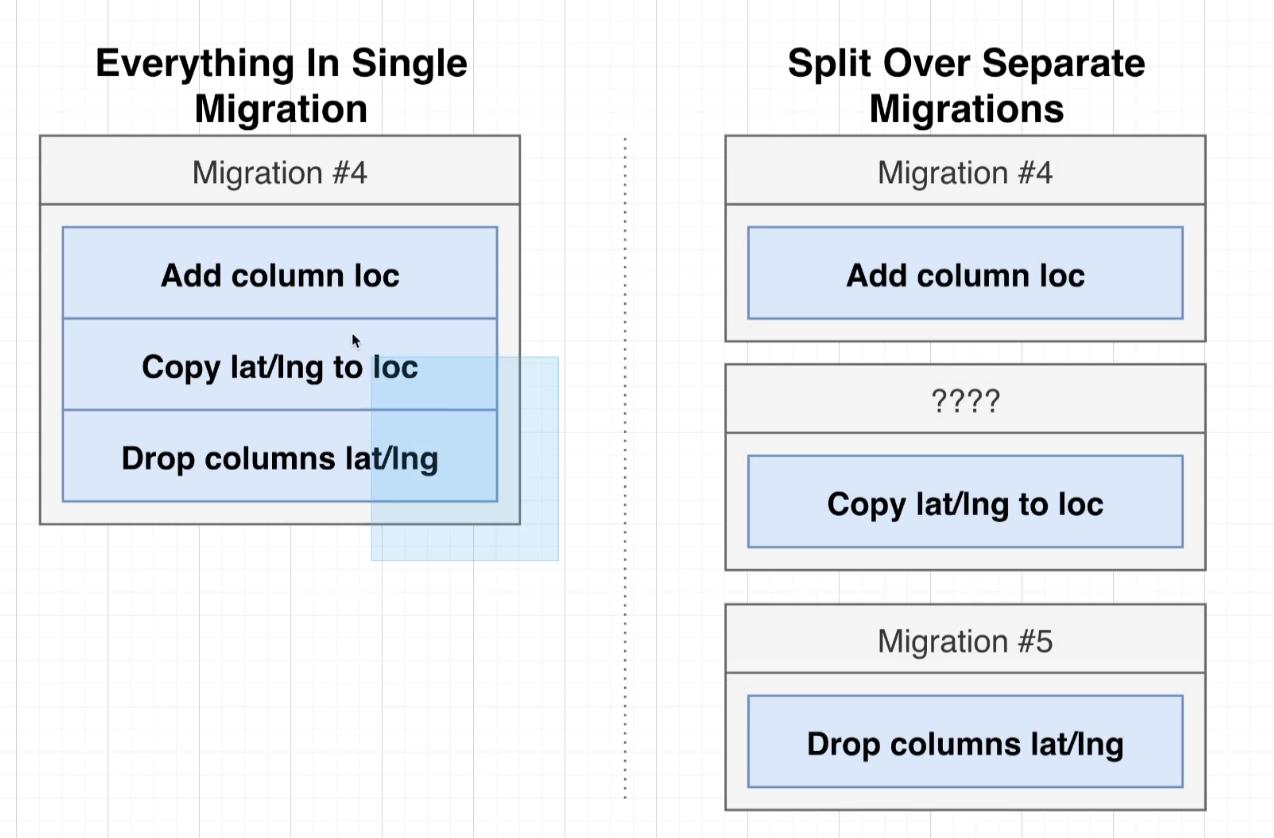 Everything In Single
Migration
Migration #4
Add column loc
Copy lat/lng to loc
Drop columns lat/lng
Split Over Separate
Migrations
Migration #4
Add column loc
????
Copy lat/lng to loc
Migration #5
Drop columns lat/lng